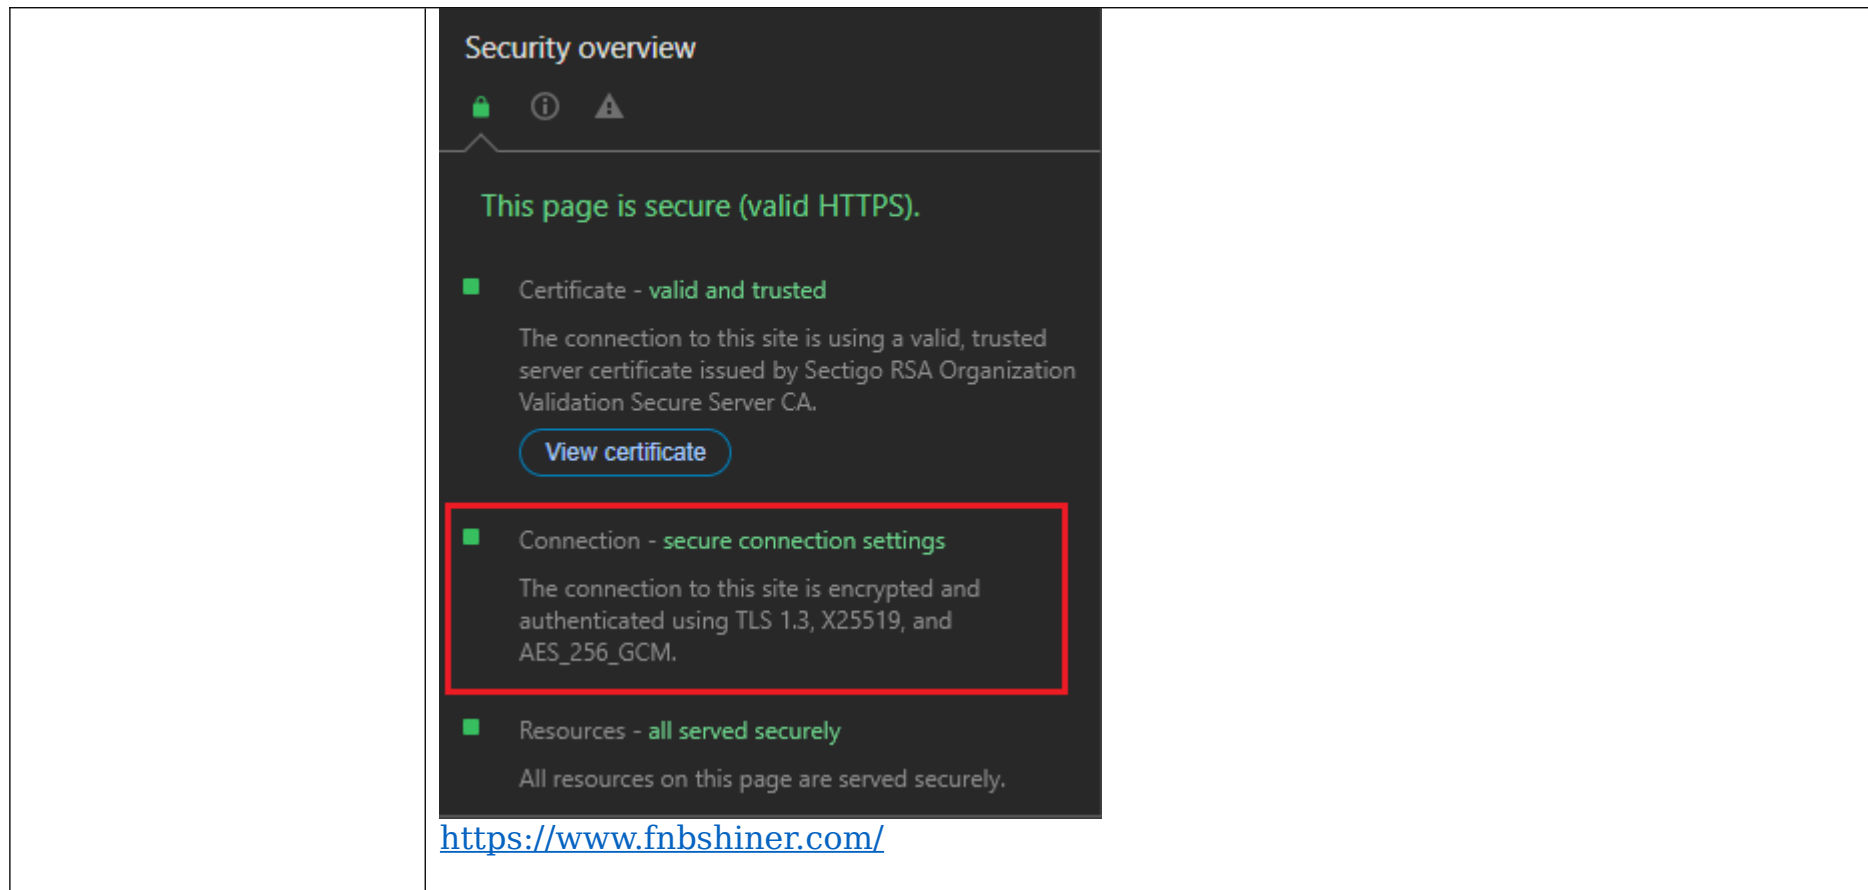 Security overview
This page is secure (valid HTTPS).
Certificate - valid and trusted
The connection to this site is using a valid, trusted
server certificate issued by Sectigo RSA Organization
Validation Secure Server CA.
View certificate
Connection - secure connection settings
The connection to this site is encrypted and
authenticated using TLS 1.3, X25519, and
AES_256_GCM.
Resources - all served securely
All resources on this page are served securely.
https://www.fnbshiner.com/